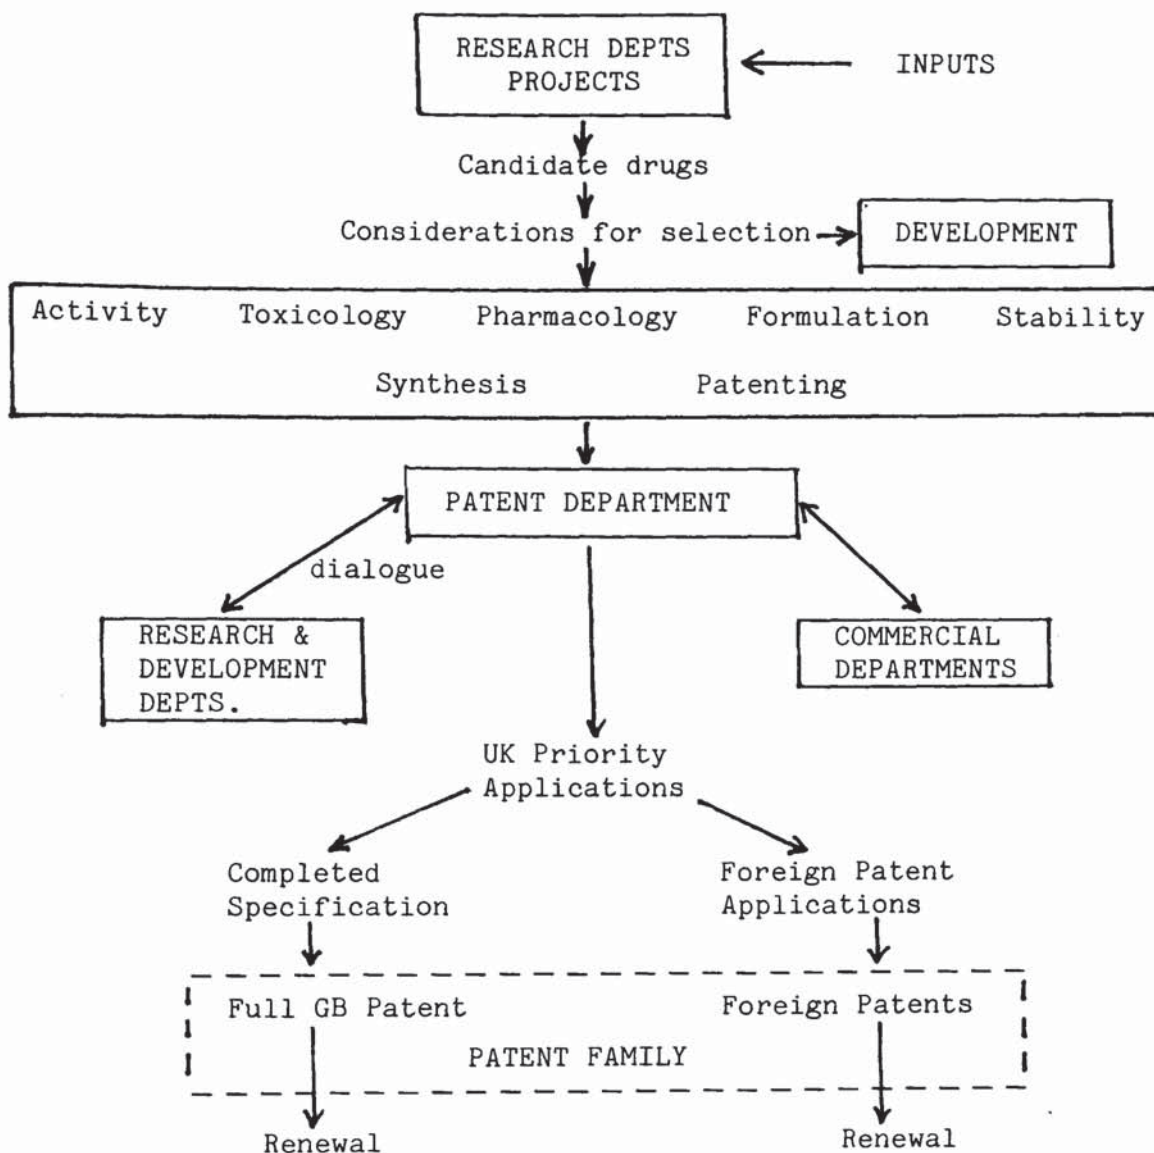 RESEARCH DEPTS
PROJECTS
INPUTS
Candidate drugs
Considerations for selection
DEVELOPMENT
Activity Toxicology Pharmacology Formulation Stability
Synthesis Patenting
PATENT DEPARTMENT
dialogue
RESEARCH &
DEVELOPMENT
DEPTS.
COMMERCIAL
DEPARTMENTS
UK Priority
Applications
Completed
Specification
Foreign Patent
Applications
Full GB Patent
Foreign Patents
PATENT FAMILY
Renewal
Renewal